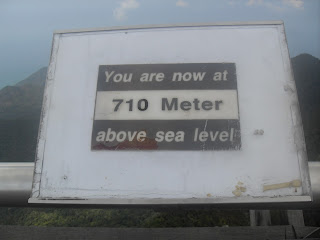 You are now at
710 Meter
above sea level